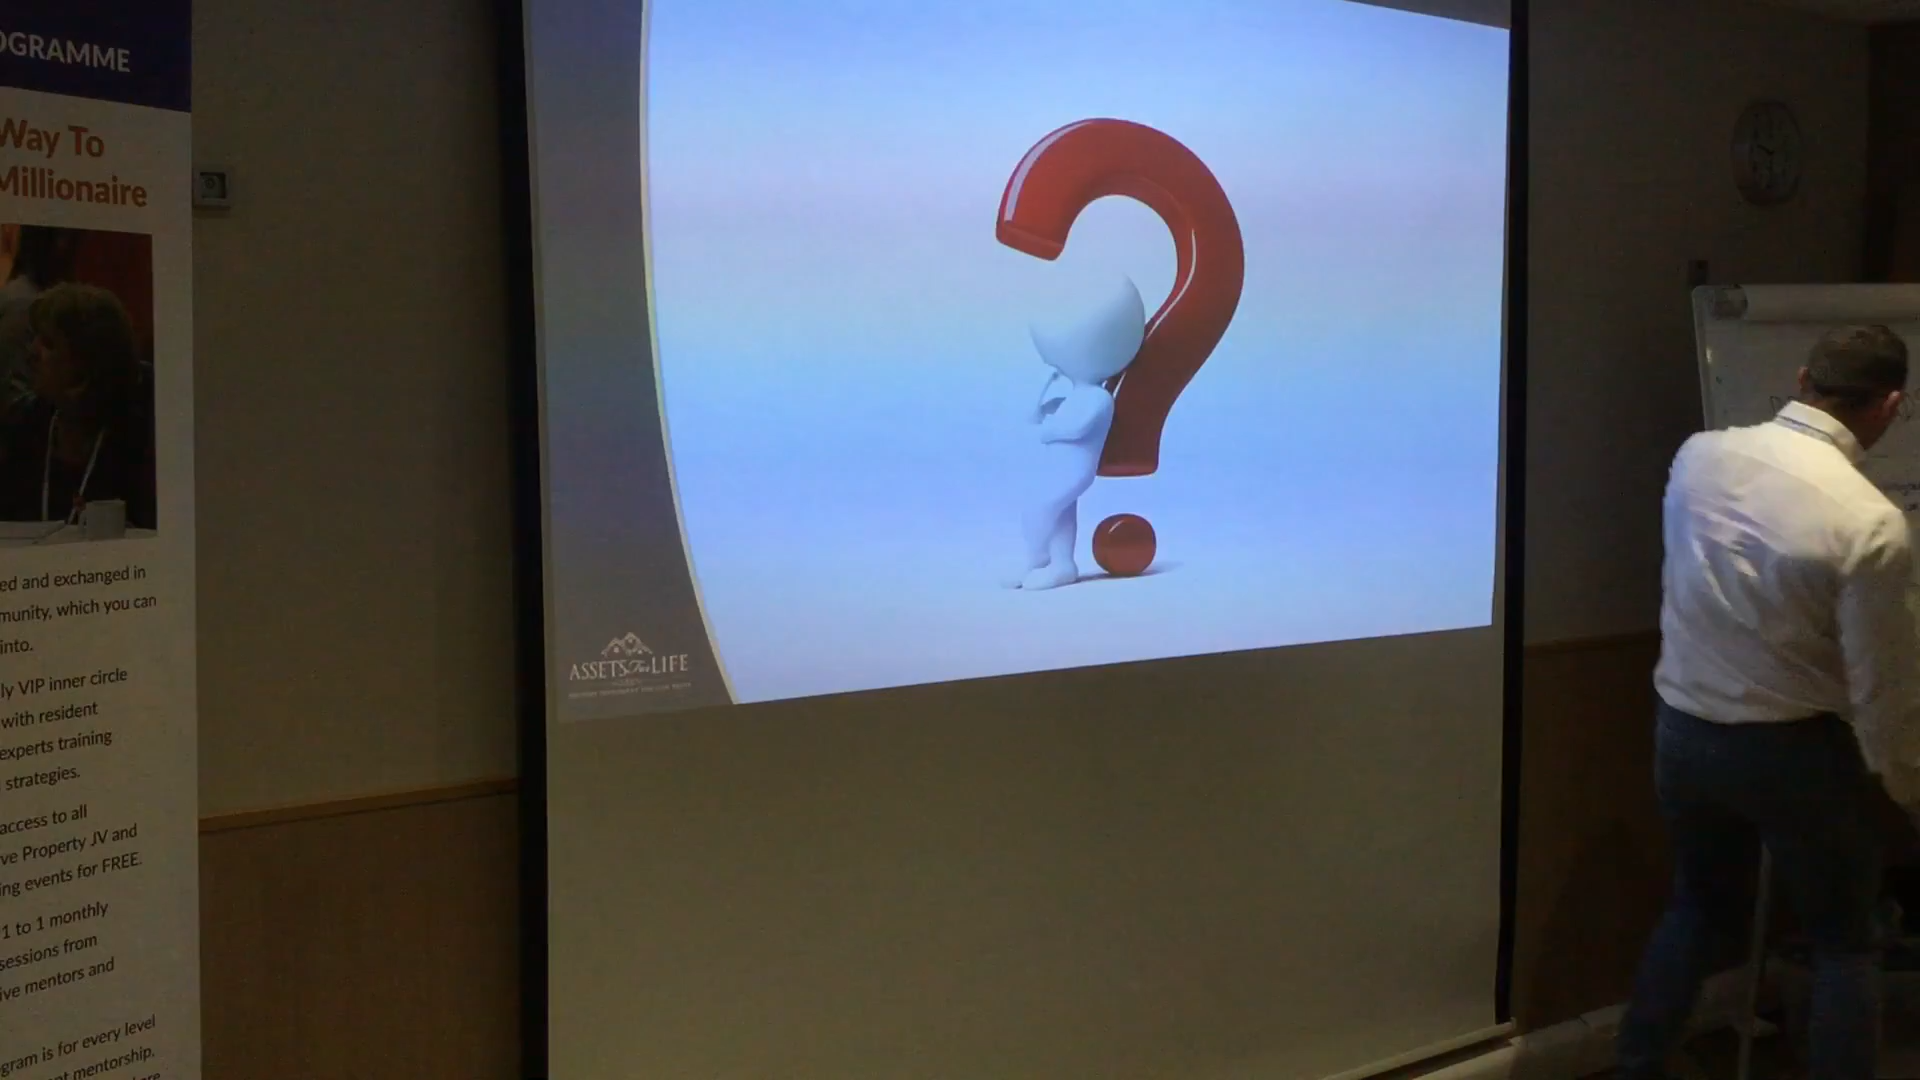 OGRAMME
Way To
Millionaire
ed and exchanged in
munity, which you can
into.
ly VIP inner circle
with resident
experts training
strategies.
access to all
ve Property JV and
ing events for FREE.
1 to 1 monthly
sessions from
ive mentors and
gram is for every level
nt mentorship.
ASSETS For LIFE